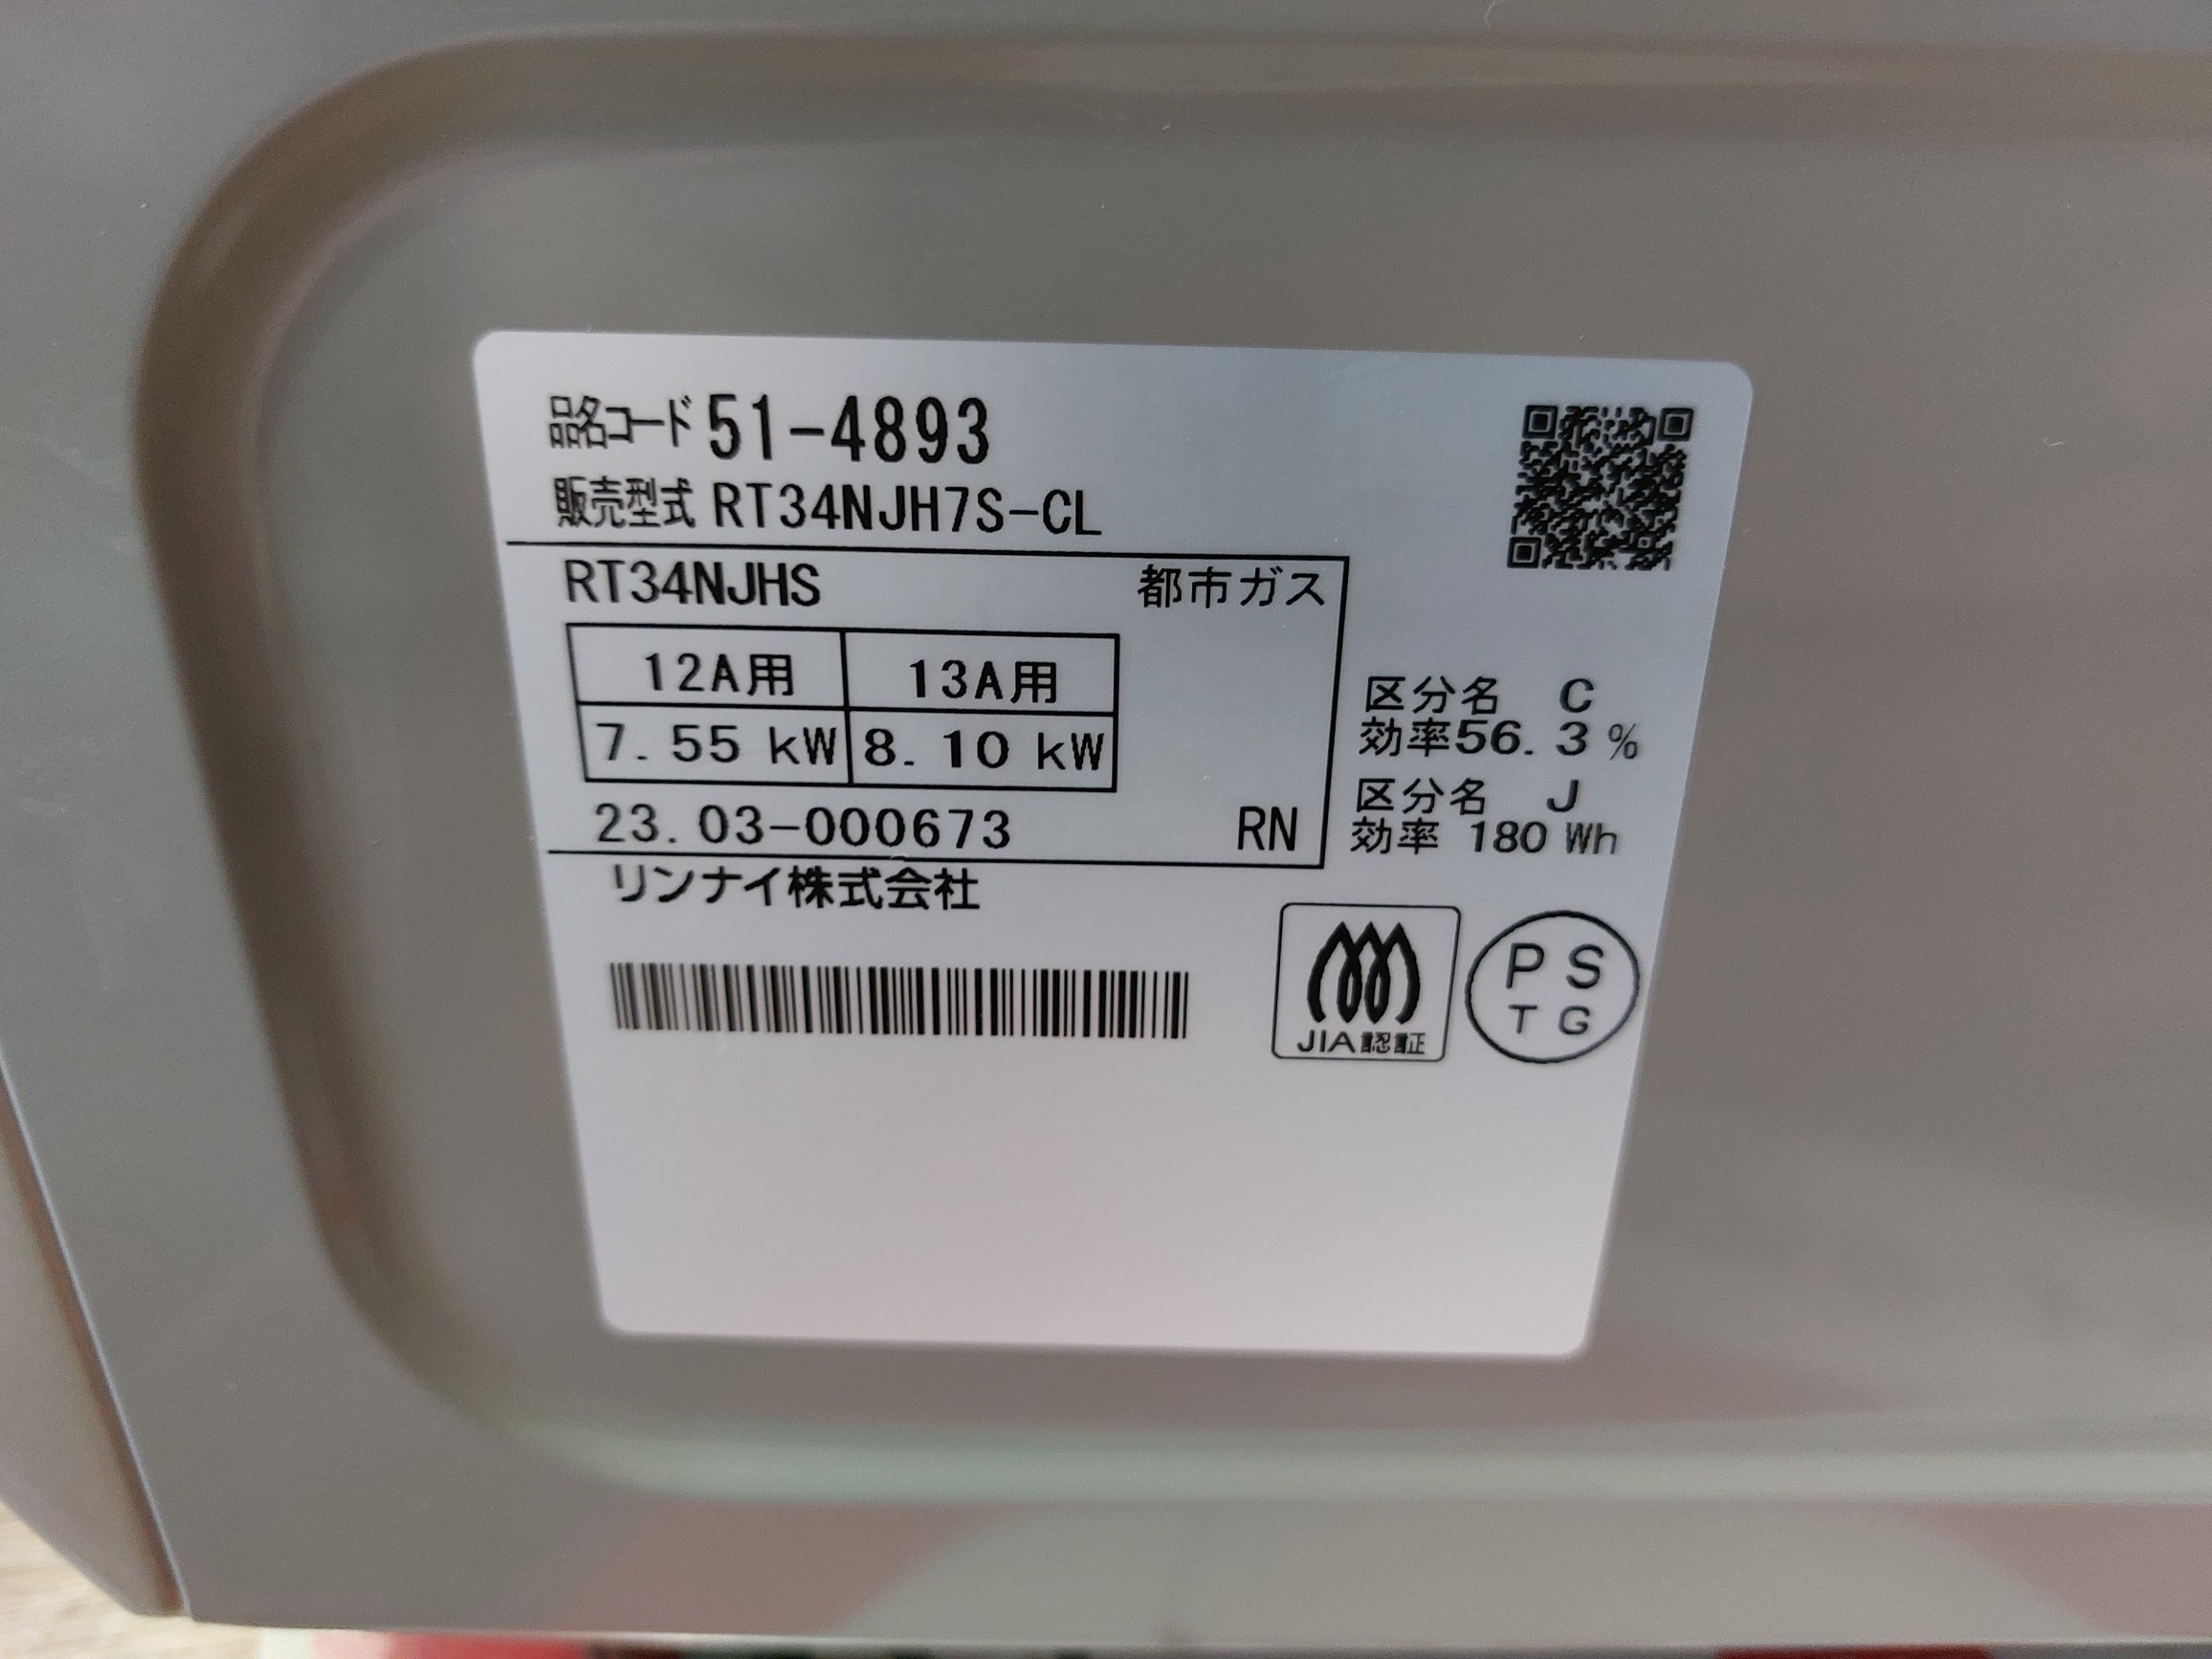 品名コード 51-4893
販売型式 RT34NJH7S-CL
RT34NJHS 都市ガス
12A用 13A用
7.55 kW 8.10 kW
23.03-000673 RN
リンナイ株式会社
区分名 C
効率56.3 %
区分名 J
効率 180 Wh
JIA認証
PS
TG